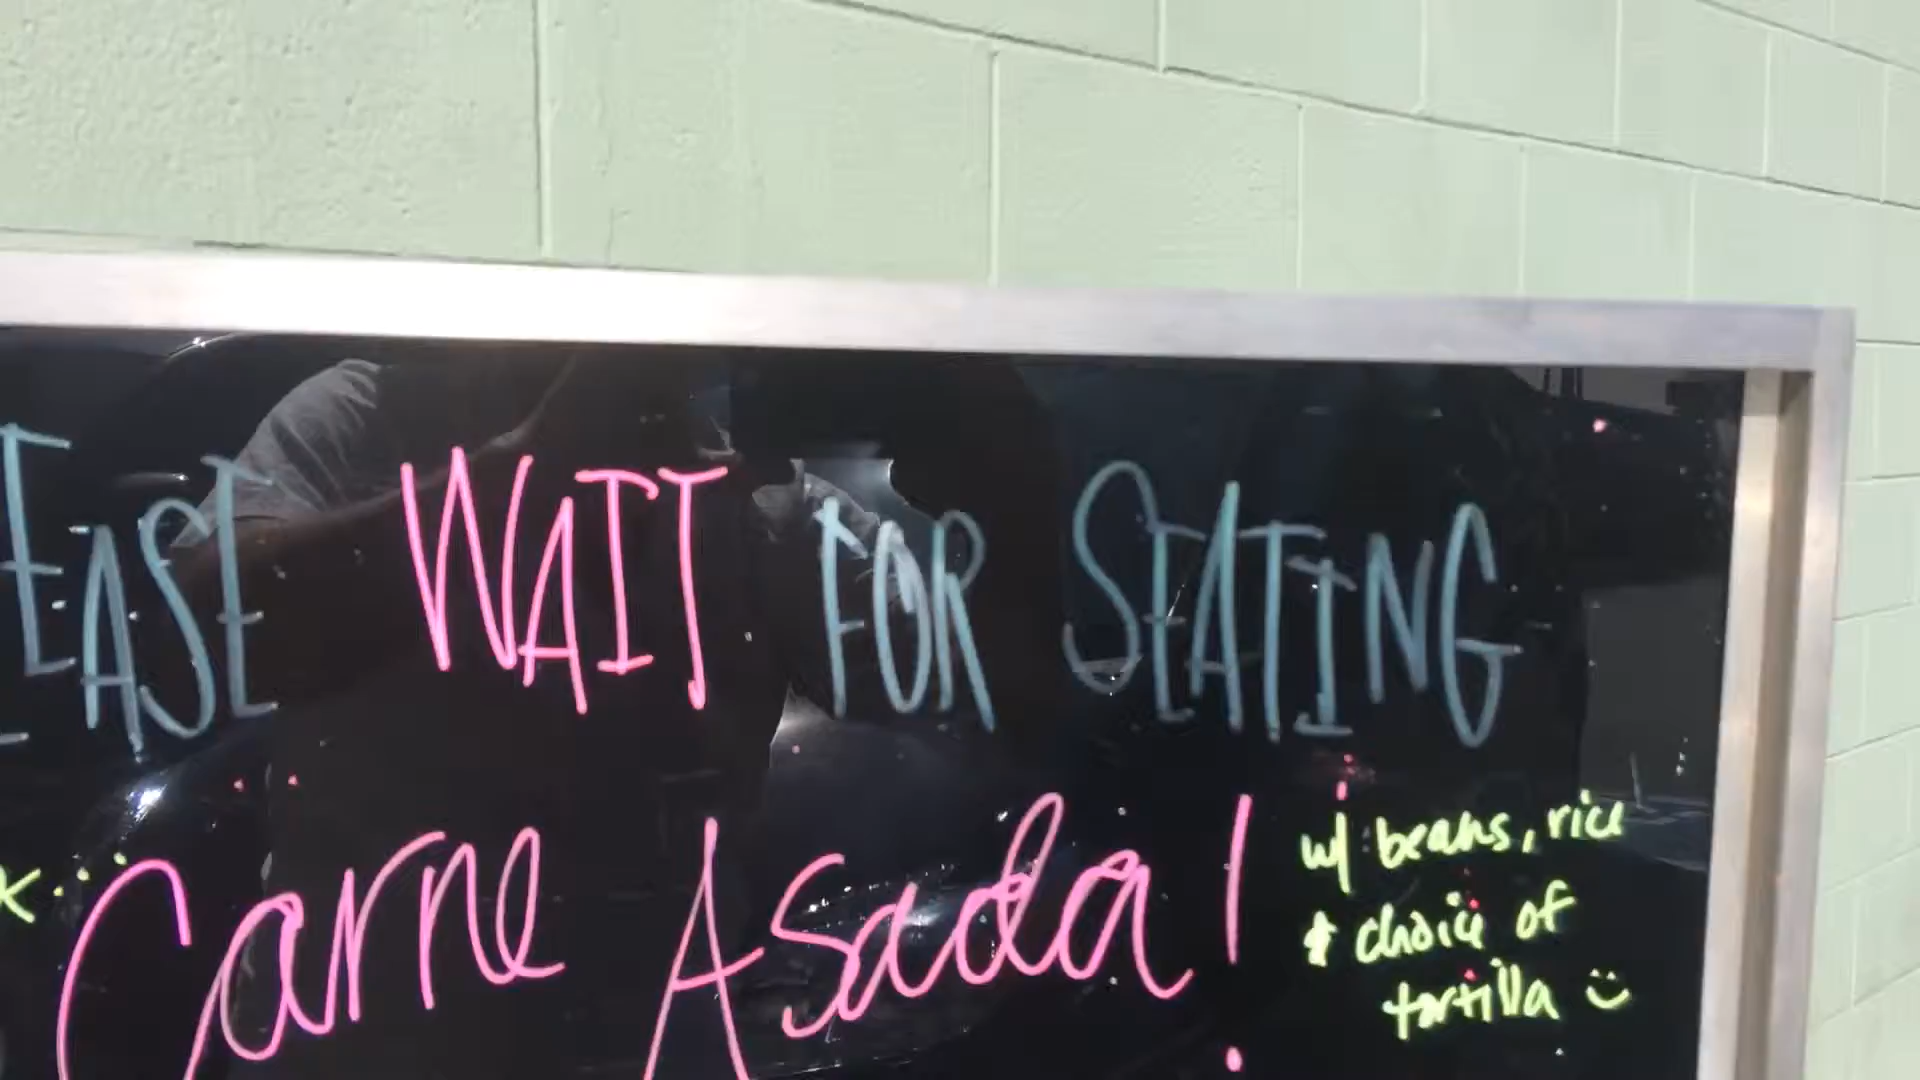 EASE WAIT FOR SEATING
Carne Asada!
w/ beans, rice
& choice of
tortilla